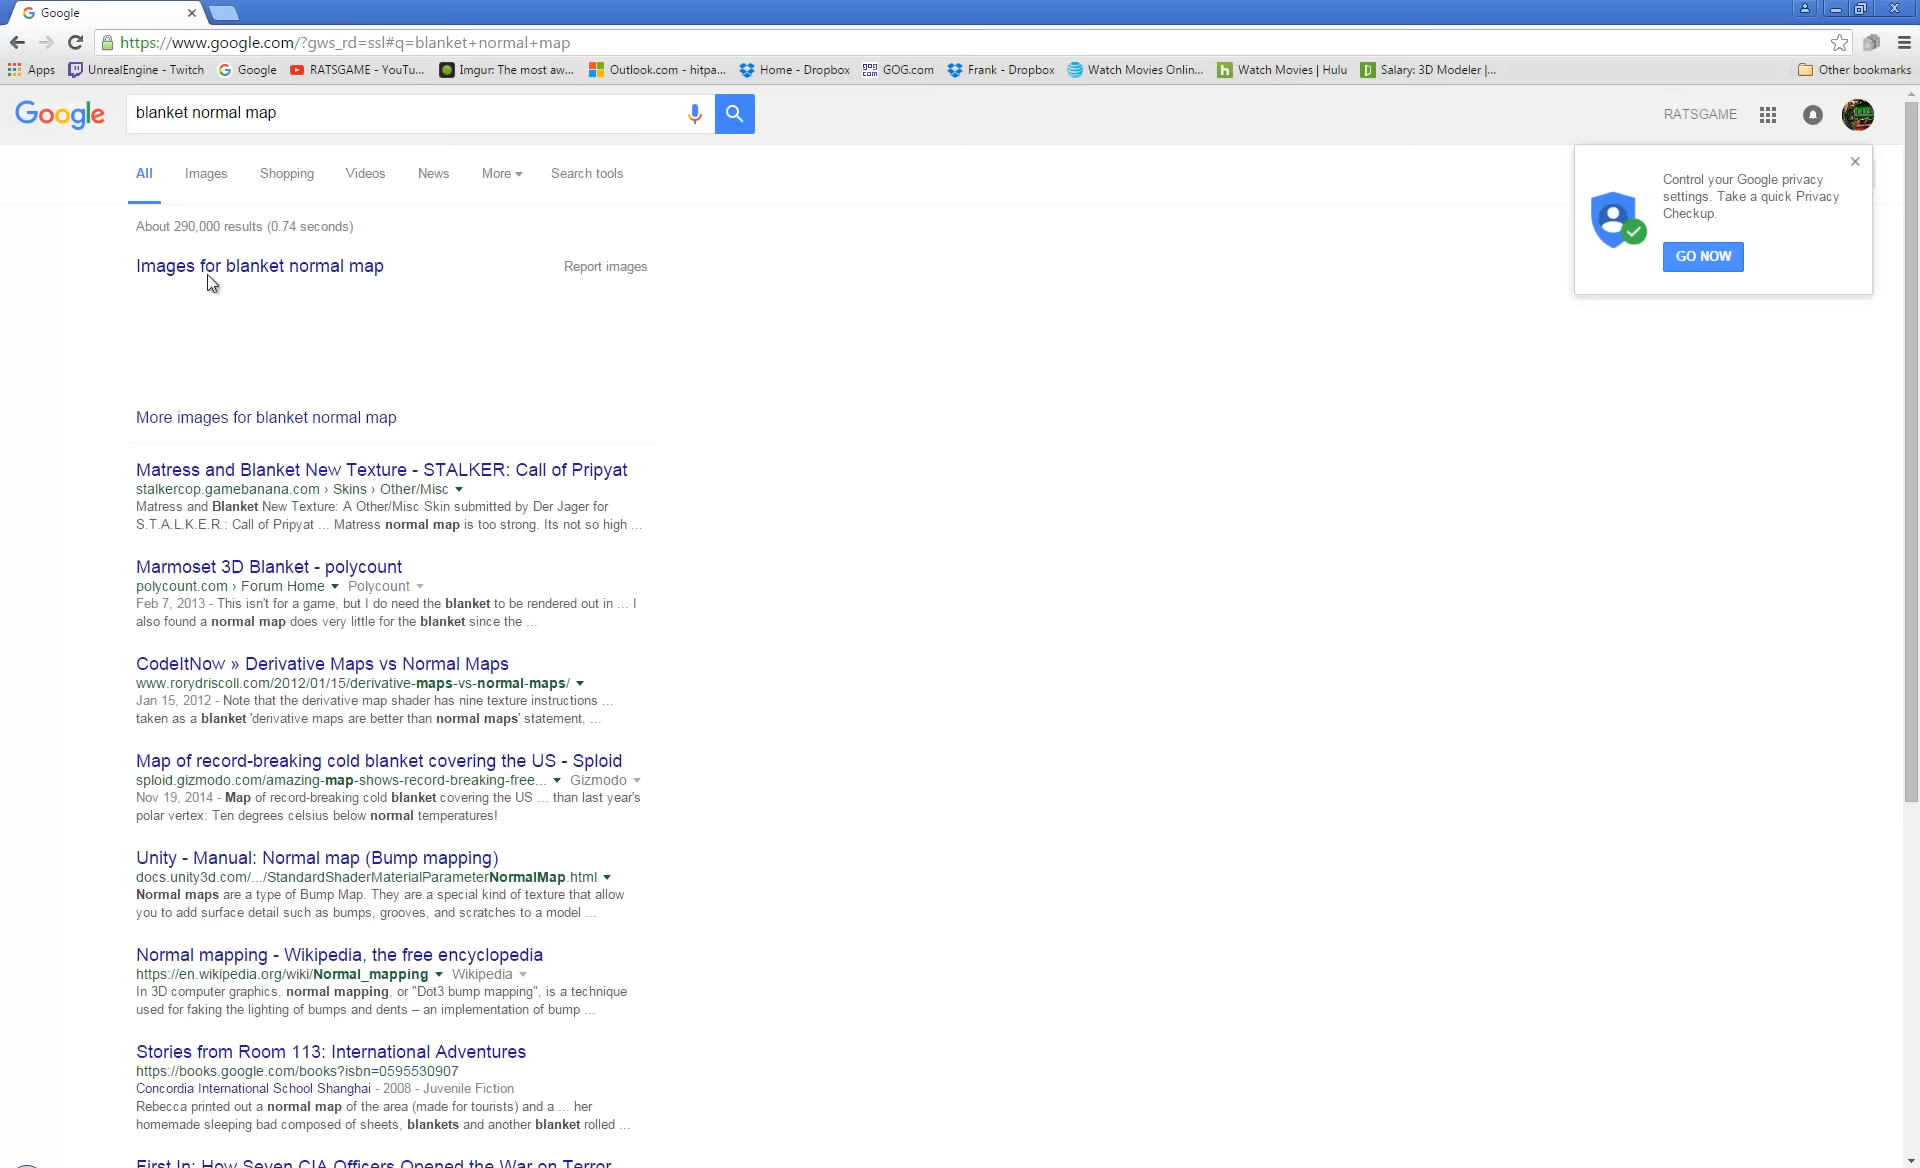 Google
https://www.google.com/?gws_rd=ssl#q=blanket+normal+map
Apps
UnrealEngine - Twitch
Google
RATSGAME - YouTu...
Imgur: The most aw...
Outlook.com - hitpa...
Home - Dropbox
GOG.com
Frank - Dropbox
Watch Movies Onlin...
Watch Movies | Hulu
Salary: 3D Modeler |...
Other bookmarks
Google
blanket normal map
RATSGAME
All
Images
Shopping
Videos
News
More
Search tools
Control your Google privacy
settings. Take a quick Privacy
Checkup.
GO NOW
About 290,000 results (0.74 seconds)
Images for blanket normal map
Report images
More images for blanket normal map
Matress and Blanket New Texture - STALKER: Call of Pripyat
stalkercop.gamebanana.com › Skins › Other/Misc
Matress and Blanket New Texture: A Other/Misc Skin submitted by Der Jager for
S.T.A.L.K.E.R.: Call of Pripyat ... Matress normal map is too strong. Its not so high ...
Marmoset 3D Blanket - polycount
polycount.com › Forum Home Polycount
Feb 7, 2013 - This isn't for a game, but I do need the blanket to be rendered out in ... I
also found a normal map does very little for the blanket since the ...
CodeItNow » Derivative Maps vs Normal Maps
www.rorydriscoll.com/2012/01/15/derivative-maps-vs-normal-maps/
Jan 15, 2012 - Note that the derivative map shader has nine texture instructions ...
taken as a blanket 'derivative maps are better than normal maps' statement, ...
Map of record-breaking cold blanket covering the US - Sploid
sploid.gizmodo.com/amazing-map-shows-record-breaking-free... Gizmodo
Nov 19, 2014 - Map of record-breaking cold blanket covering the US ... than last year's
polar vertex: Ten degrees celsius below normal temperatures!
Unity - Manual: Normal map (Bump mapping)
docs.unity3d.com/.../StandardShaderMaterialParameterNormalMap.html
Normal maps are a type of Bump Map. They are a special kind of texture that allow
you to add surface detail such as bumps, grooves, and scratches to a model ...
Normal mapping - Wikipedia, the free encyclopedia
https://en.wikipedia.org/wiki/Normal_mapping Wikipedia
In 3D computer graphics, normal mapping, or "Dot3 bump mapping", is a technique
used for faking the lighting of bumps and dents – an implementation of bump ...
Stories from Room 113: International Adventures
https://books.google.com/books?isbn=0595530907
Concordia International School Shanghai - 2008 - Juvenile Fiction
Rebecca printed out a normal map of the area (made for tourists) and a ... her
homemade sleeping bad composed of sheets, blankets and another blanket rolled ...
First In: How Seven CIA Officers Opened the War on Terror